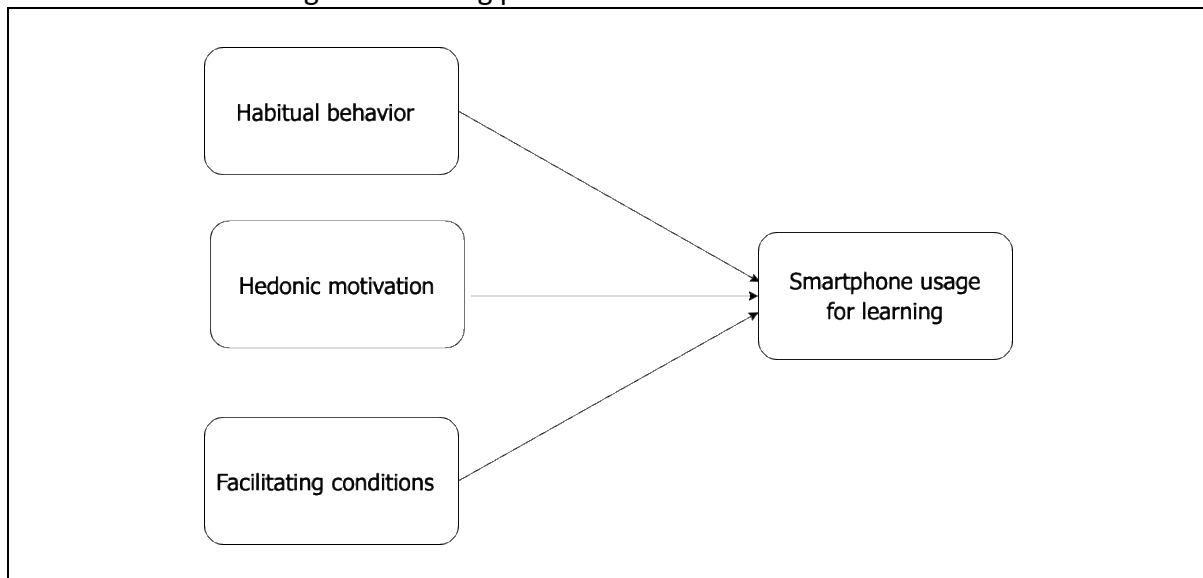 Habitual behavior
Hedonic motivation
Smartphone usage
for learning
Facilitating conditions